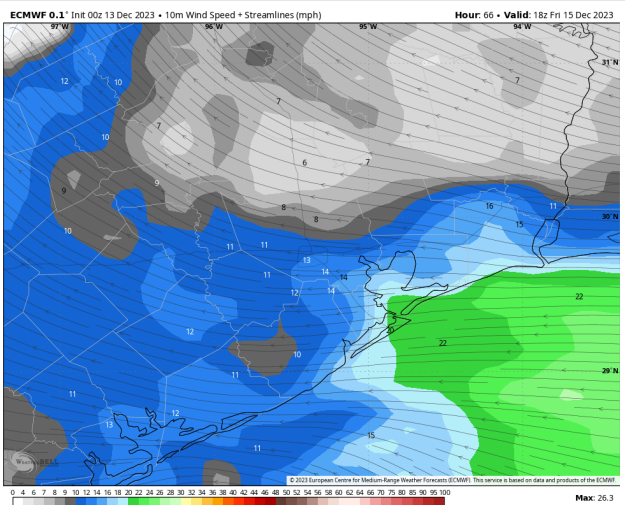 ECMWF 0.1° Init 00z 13 Dec 2023 • 10m Wind Speed + Streamlines (mph)
Hour: 66 • Valid: 18z Fri 15 Dec 2023
97°W 96°W 95°W 94°W
31°N
12 10 7
7
10 7
9 6 7
9
8 16 11
8 15 30°N
10
11 11
13
11 14 14
12 14 22
12 20
22
10
11 29°N
11
12
13
15
11
WeatherBELL
© 2023 European Centre for Medium-Range Weather Forecasts (ECMWF). This service is based on data and products of the ECMWF.
0 4 6 7 8 9 10 12 14 16 18 20 22 24 26 28 30 32 34 36 38 40 42 44 46 48 50 52 54 56 58 60 62 64 66 70 75 80 85 90 95 100
Max: 26.3